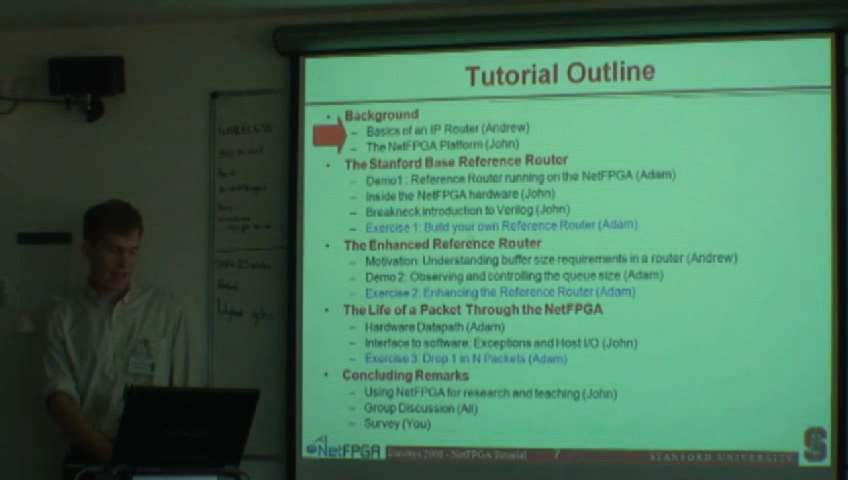 Tutorial Outline
• Background
– Basics of an IP Router (Andrew)
– The NetFPGA Platform (John)
• The Stanford Base Reference Router
– Demo1: Reference Router running on the NetFPGA (Adam)
– Inside the NetFPGA hardware (John)
– Breakneck introduction to Verilog (John)
– Exercise 1: Build your own Reference Router (Adam)
• The Enhanced Reference Router
– Motivation: Understanding buffer size requirements in a router (Andrew)
– Demo 2: Observing and controlling the queue size (Adam)
– Exercise 2: Enhancing the Reference Router (Adam)
• The Life of a Packet Through the NetFPGA
– Hardware Datapath (Adam)
– Interface to software: Exceptions and Host I/O (John)
– Exercise 3: Drop 1 in N Packets (Adam)
• Concluding Remarks
– Using NetFPGA for research and teaching (John)
– Group Discussion (All)
– Survey (You)
NetFPGA 2008 - NetFPGA Tutorial 7 STANFORD UNIVERSITY S
WIRELESS